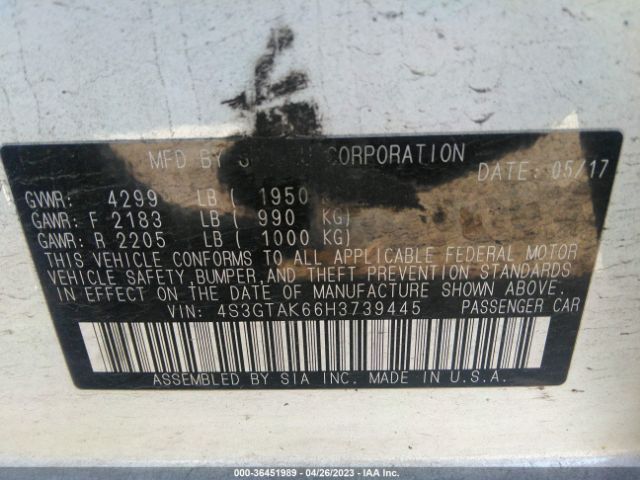 MFD BY CORPORATION DATE: 05/17
GVWR: 4299 LB ( 1950
GAWR: F 2183 LB ( 990 KG)
GAWR: R 2205 LB ( 1000 KG)
THIS VEHICLE CONFORMS TO ALL APPLICABLE FEDERAL MOTOR
VEHICLE SAFETY, BUMPER AND THEFT PREVENTION STANDARDS
IN EFFECT ON THE DATE OF MANUFACTURE SHOWN ABOVE.
VIN: 4S3GTAK66H3739445 PASSENGER CAR
ASSEMBLED BY SIA INC. MADE IN U.S.A.
000-36451989 - 04/26/2023 - IAA Inc.